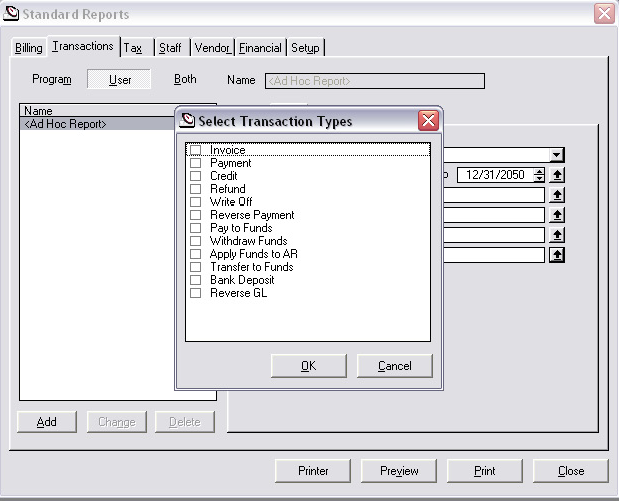 Standard Reports
Billing Transactions Tax Staff Vendor Financial Setup
Program User Both Name <Ad Hoc Report>
Name
<Ad Hoc Report>
Select Transaction Types
Invoice
Payment
Credit
12/31/2050
Refund
Write Off
Reverse Payment
Pay to Funds
Withdraw Funds
Apply Funds to AR
Transfer to Funds
Bank Deposit
Reverse GL
OK Cancel
Add Change Delete
Printer Preview Print Close